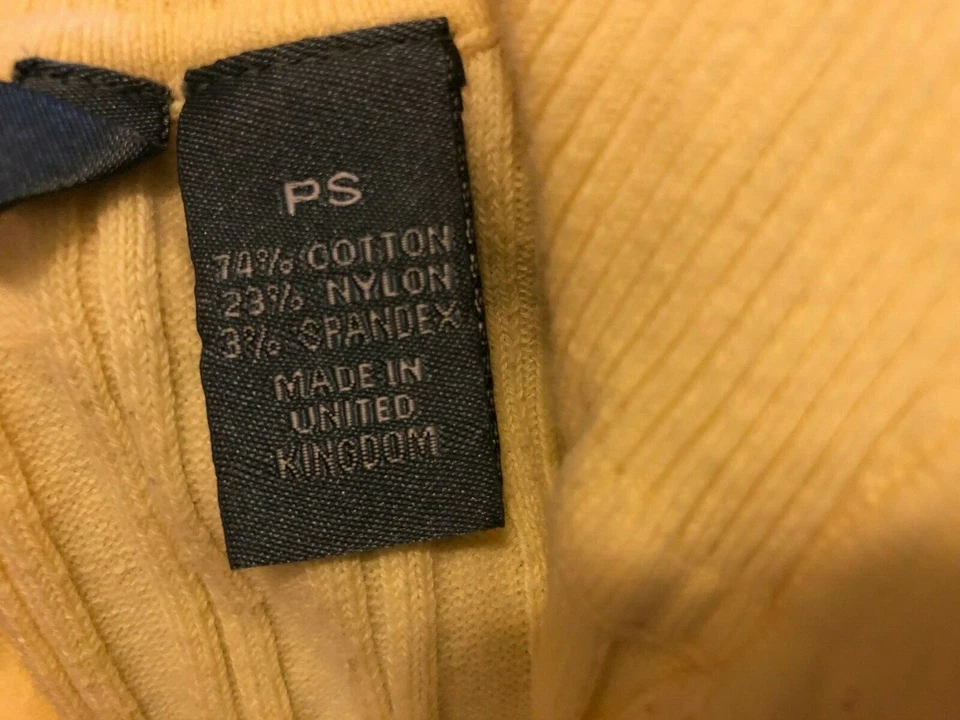 PS
74% COTTON
23% NYLON
3% SPANDEX
MADE IN
UNITED
KINGDOM